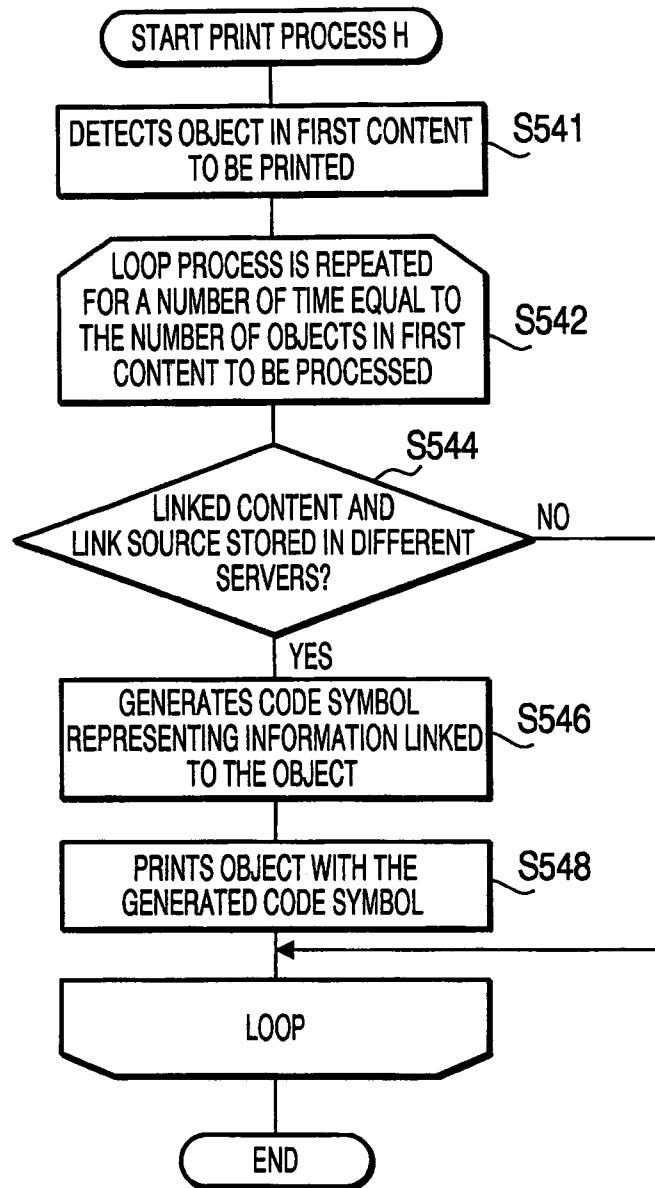 START PRINT PROCESS H
DETECTS OBJECT IN FIRST CONTENT
TO BE PRINTED
S541
LOOP PROCESS IS REPEATED
FOR A NUMBER OF TIME EQUAL TO
THE NUMBER OF OBJECTS IN FIRST
CONTENT TO BE PROCESSED
S542
S544
LINKED CONTENT AND
LINK SOURCE STORED IN DIFFERENT
SERVERS?
NO
YES
GENERATES CODE SYMBOL
REPRESENTING INFORMATION LINKED
TO THE OBJECT
S546
PRINTS OBJECT WITH THE
GENERATED CODE SYMBOL
S548
LOOP
END